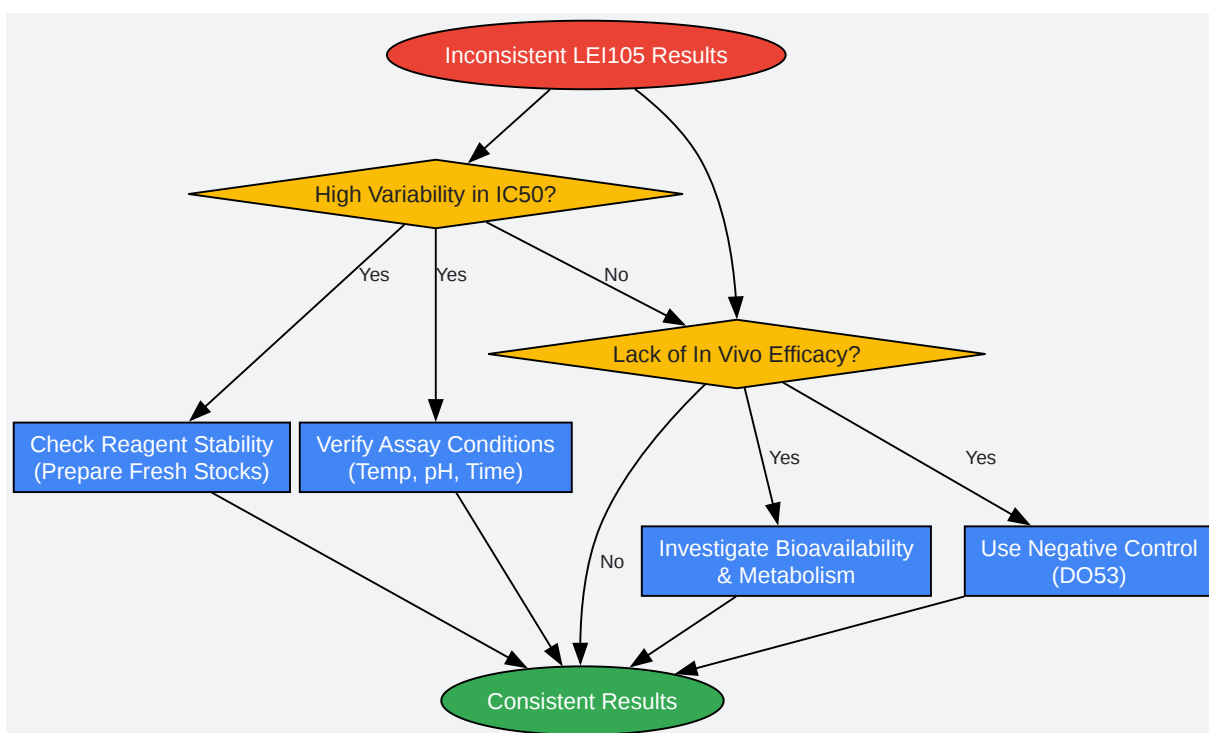 Inconsistent LEI105 Results
High Variability in IC50?
Yes
Yes
No
Lack of In Vivo Efficacy?
Check Reagent Stability
(Prepare Fresh Stocks)
Verify Assay Conditions
(Temp, pH, Time)
Yes
Yes
No
Investigate Bioavailability
& Metabolism
Use Negative Control
(DO53)
Consistent Results